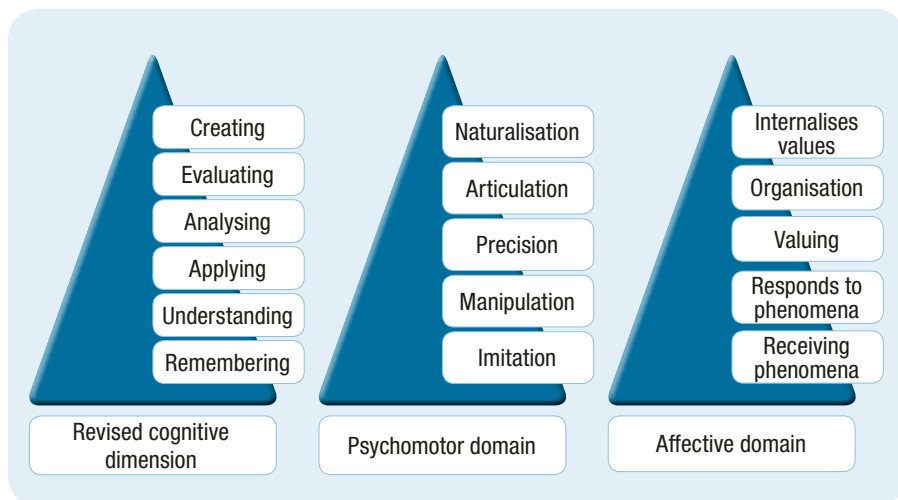 Creating
Evaluating
Analysing
Applying
Understanding
Remembering
Revised cognitive
dimension
Naturalisation
Articulation
Precision
Manipulation
Imitation
Psychomotor domain
Internalises
values
Organisation
Valuing
Responds to
phenomena
Receiving
phenomena
Affective domain